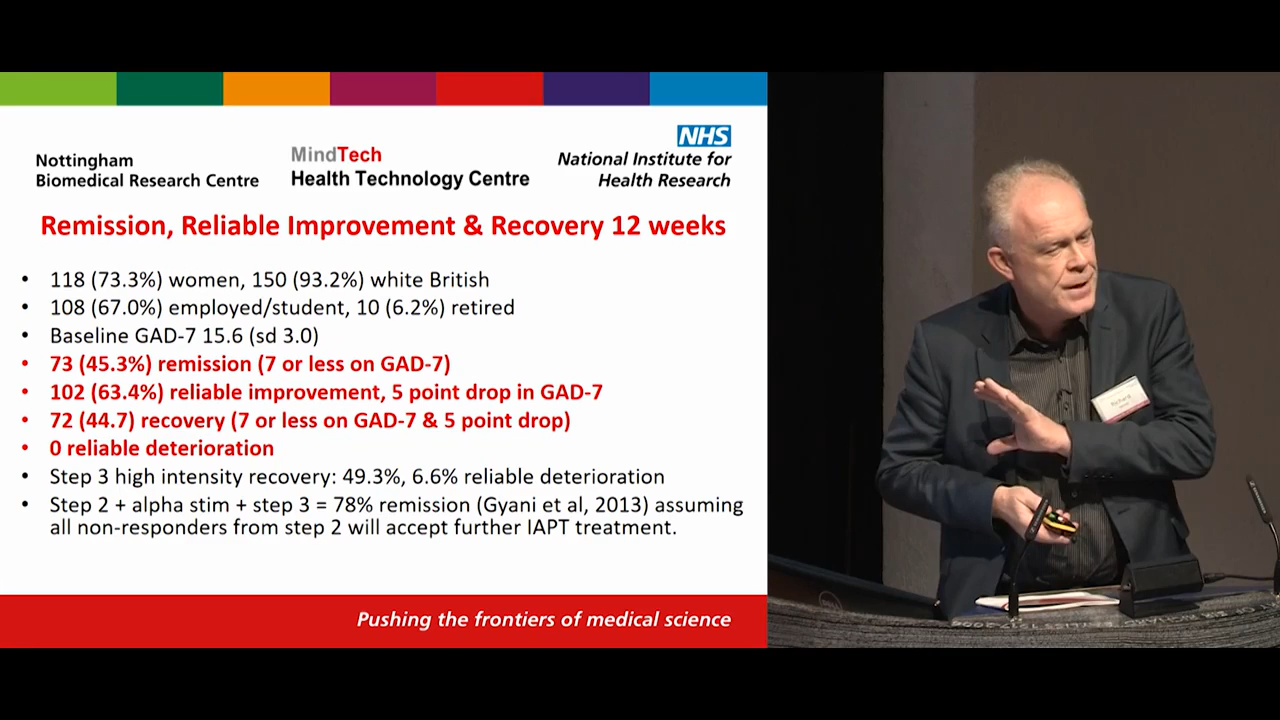 Nottingham
Biomedical Research Centre
MindTech
Health Technology Centre
NHS
National Institute for
Health Research
Remission, Reliable Improvement & Recovery 12 weeks
• 118 (73.3%) women, 150 (93.2%) white British
• 108 (67.0%) employed/student, 10 (6.2%) retired
• Baseline GAD-7 15.6 (sd 3.0)
• 73 (45.3%) remission (7 or less on GAD-7)
• 102 (63.4%) reliable improvement, 5 point drop in GAD-7
• 72 (44.7) recovery (7 or less on GAD-7 & 5 point drop)
• 0 reliable deterioration
• Step 3 high intensity recovery: 49.3%, 6.6% reliable deterioration
• Step 2 + alpha stim + step 3 = 78% remission (Gyani et al, 2013) assuming
all non-responders from step 2 will accept further IAPT treatment.
Pushing the frontiers of medical science
Richard